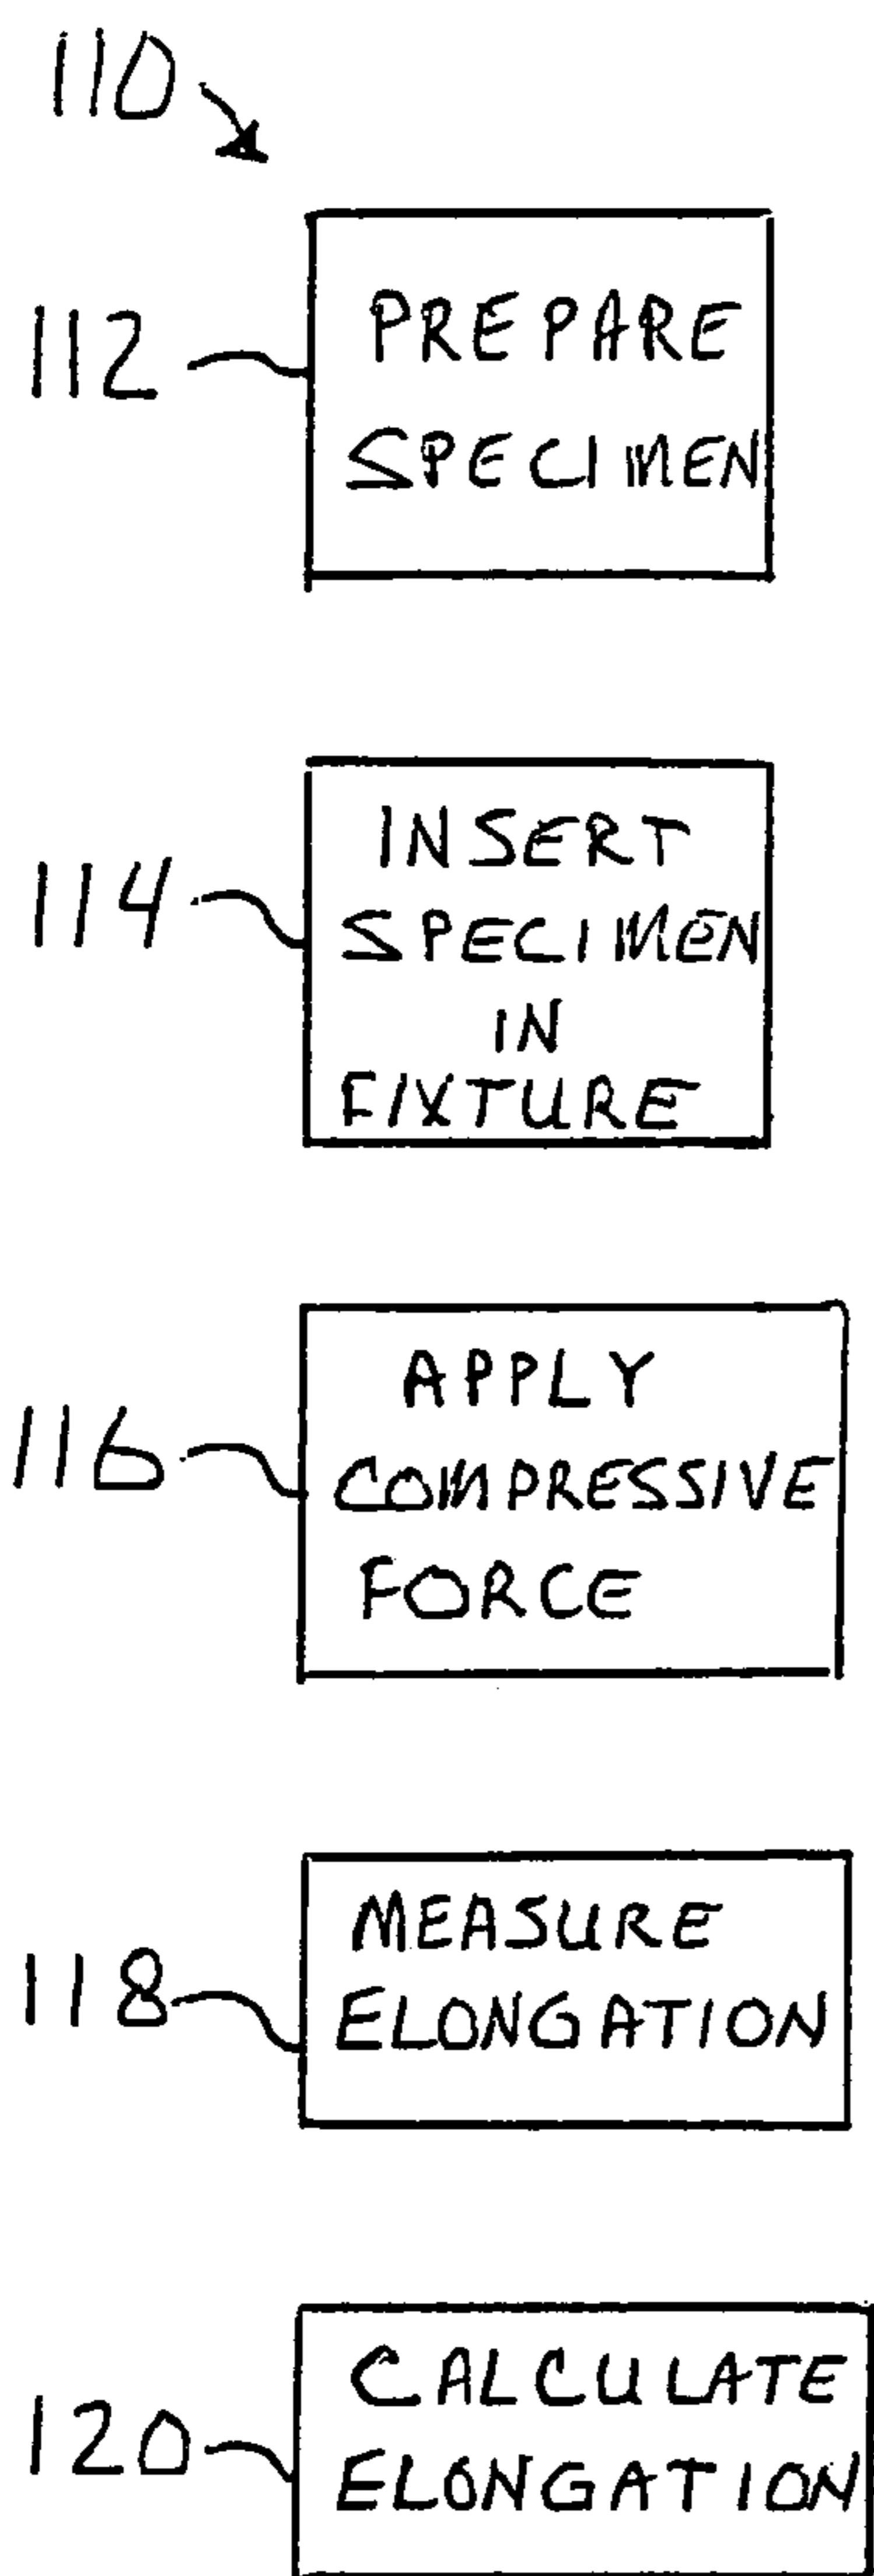 110
112
PREPARE
SPECIMEN
114
INSERT
SPECIMEN
IN
FIXTURE
116
APPLY
COMPRESSIVE
FORCE
118
MEASURE
ELONGATION
120
CALCULATE
ELONGATION